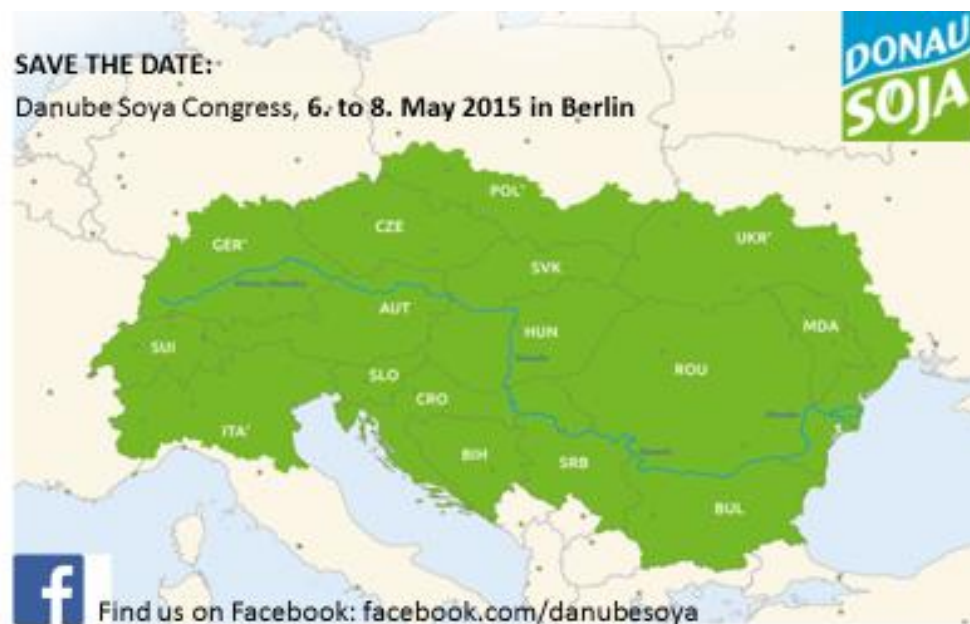 SAVE THE DATE:
Danube Soya Congress, 6. to 8. May 2015 in Berlin
DONAU
SOJA
POL*
CZE
GER*
UKR*
SVK
AUT
HUN
MDA
SUI
ROU
SLO
CRO
ITA*
BIH
SRB
BUL
Find us on Facebook: facebook.com/danubesoya